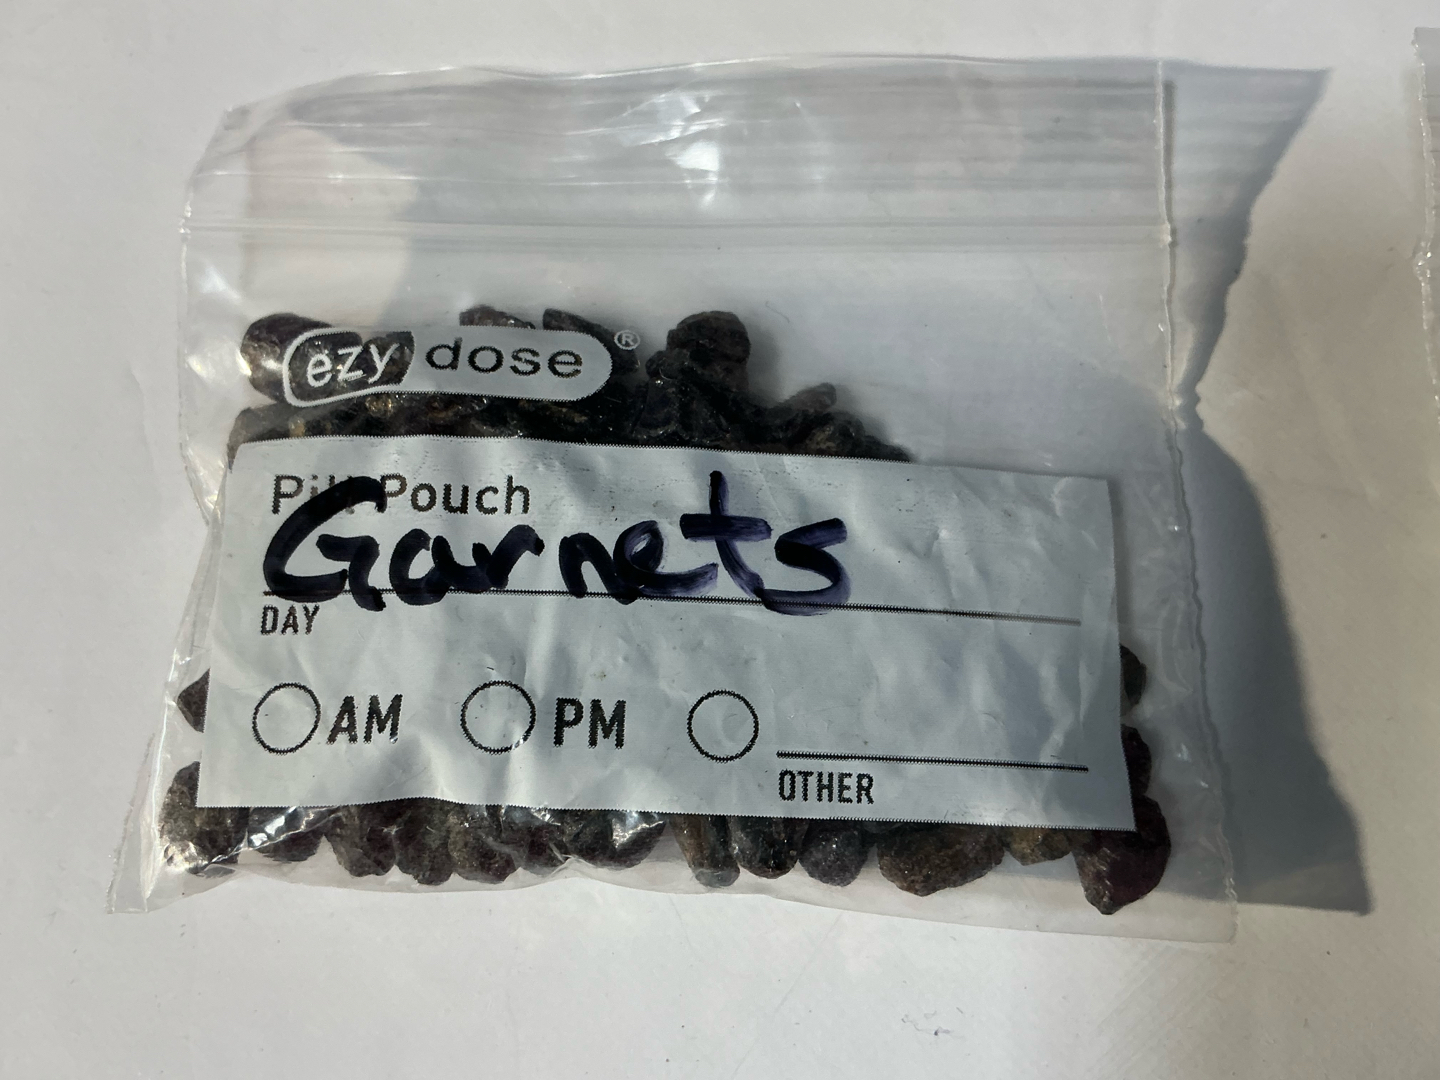 ezy dose®
Pill Pouch
Garnets
DAY
AM PM
OTHER